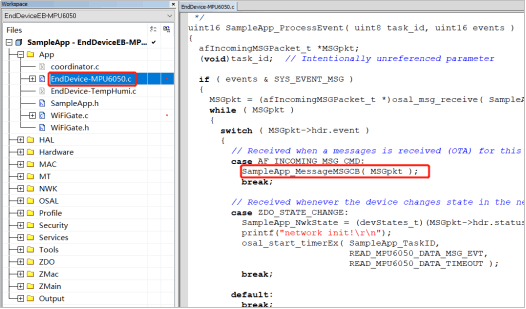 Workspace
EndDeviceEB-MPU6050
Files
SampleApp - EndDeviceEB-MP...
App
coordinator.c
EndDevice-MPU6050.c
EndDevice-TempHumi.c
SampleApp.h
WiFiGate.c
WiFiGate.h
HAL
Hardware
MAC
MT
NWK
OSAL
Profile
Security
Services
Tools
ZDO
ZMac
ZMain
Output
EndDevice-MPU6050.c
*/
uint16 SampleApp_ProcessEvent( uint8 task_id, uint16 events )
{
afIncomingMSGPacket_t *MSGpkt;
(void)task_id;  // Intentionally unreferenced parameter
if ( events & SYS_EVENT_MSG )
{
MSGpkt = (afIncomingMSGPacket_t *)osal_msg_receive( SampleA
while ( MSGpkt )
{
switch ( MSGpkt->hdr.event )
{
// Received when a messages is received (OTA) for this
case AF_INCOMING_MSG_CMD:
SampleApp_MessageMSGCB( MSGpkt );
break;
// Received whenever the device changes state in the ne
case ZDO_STATE_CHANGE:
SampleApp_NwkState = (devStates_t)(MSGpkt->hdr.status
printf("network init!\r\n");
osal_start_timerEx( SampleApp_TaskID,
READ_MPU6050_DATA_MSG_EVT,
READ_MPU6050_DATA_TIMEOUT );
break;
default:
break;